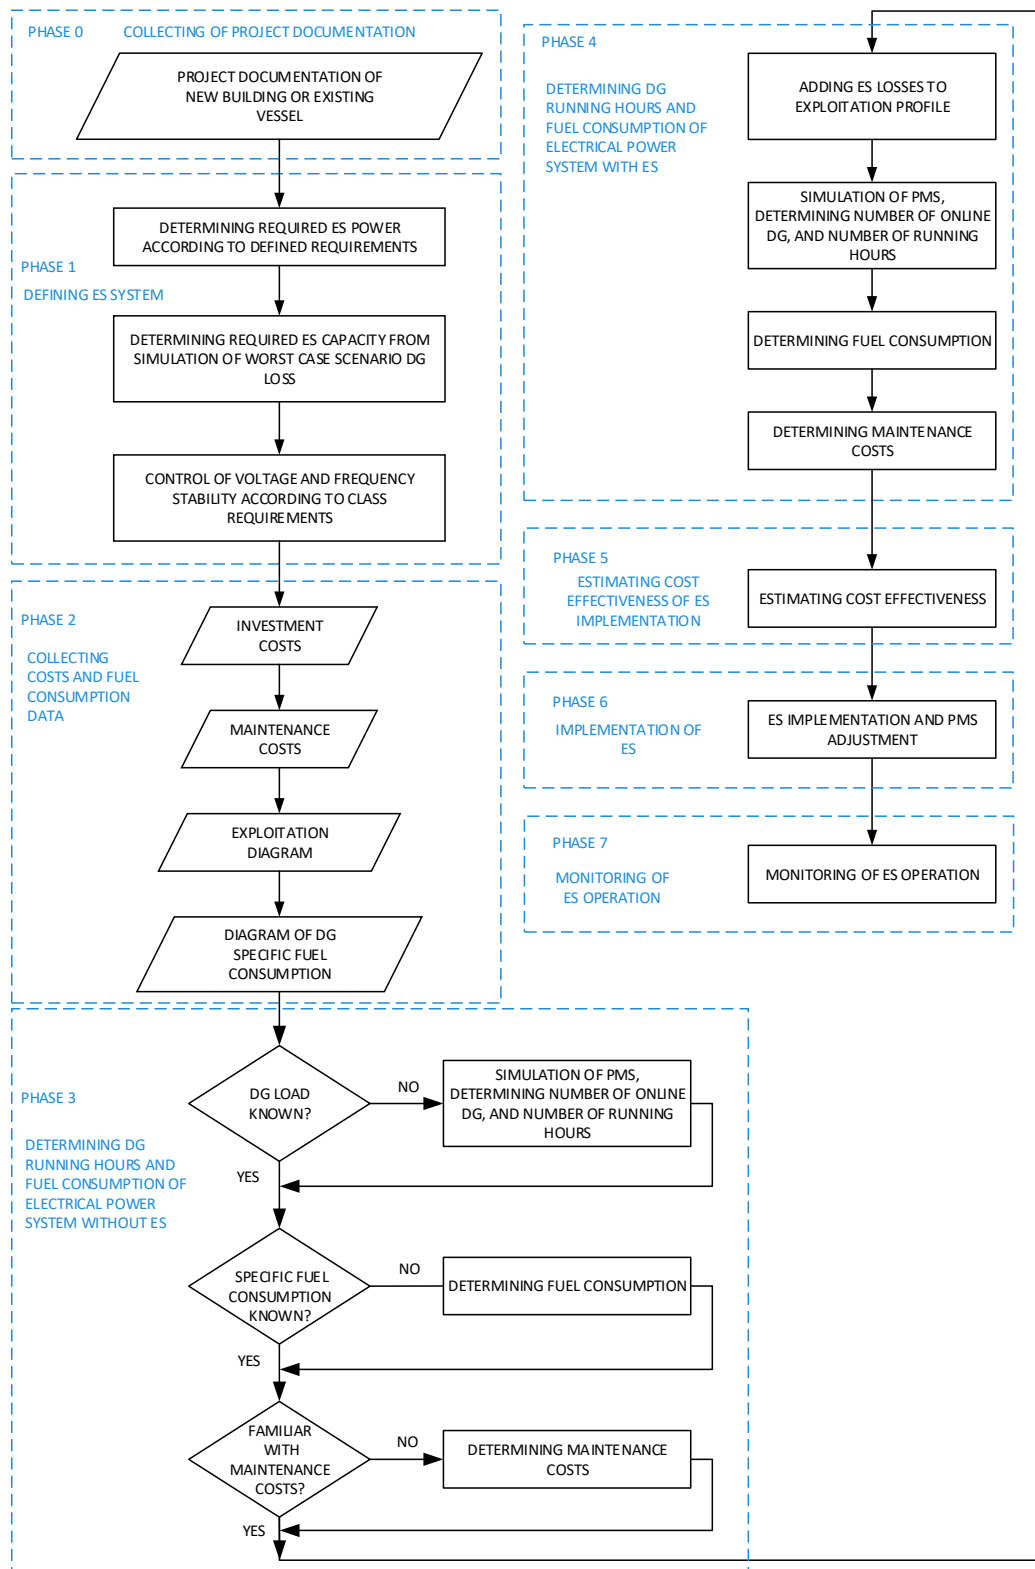 PHASE 0 COLLECTING OF PROJECT DOCUMENTATION
PROJECT DOCUMENTATION OF
NEW BUILDING OR EXISTING
VESSEL
PHASE 1
DEFINING ES SYSTEM
DETERMINING REQUIRED ES POWER
ACCORDING TO DEFINED REQUIREMENTS
DETERMINING REQUIRED ES CAPACITY FROM
SIMULATION OF WORST CASE SCENARIO DG
LOSS
CONTROL OF VOLTAGE AND FREQUENCY
STABILITY ACCORDING TO CLASS
REQUIREMENTS
PHASE 2
COLLECTING
COSTS AND FUEL
CONSUMPTION
DATA
INVESTMENT
COSTS
MAINTENANCE
COSTS
EXPLOITATION
DIAGRAM
DIAGRAM OF DG
SPECIFIC FUEL
CONSUMPTION
PHASE 3
DETERMINING DG
RUNNING HOURS AND
FUEL CONSUMPTION OF
ELECTRICAL POWER
SYSTEM WITHOUT ES
DG LOAD
KNOWN?
NO
SIMULATION OF PMS,
DETERMINING NUMBER OF ONLINE
DG, AND NUMBER OF RUNNING
HOURS
YES
SPECIFIC FUEL
CONSUMPTION
KNOWN?
NO
DETERMINING FUEL CONSUMPTION
YES
FAMILIAR
WITH
MAINTENANCE
COSTS?
NO
DETERMINING MAINTENANCE
COSTS
YES
PHASE 4
DETERMINING DG
RUNNING HOURS AND
FUEL CONSUMPTION OF
ELECTRICAL POWER
SYSTEM WITH ES
ADDING ES LOSSES TO
EXPLOITATION PROFILE
SIMULATION OF PMS,
DETERMINING NUMBER OF ONLINE
DG, AND NUMBER OF RUNNING
HOURS
DETERMINING FUEL CONSUMPTION
DETERMINING MAINTENANCE
COSTS
PHASE 5
ESTIMATING COST
EFFECTIVENESS OF ES
IMPLEMENTATION
ESTIMATING COST EFFECTIVENESS
PHASE 6
IMPLEMENTATION OF
ES
ES IMPLEMENTATION AND PMS
ADJUSTMENT
PHASE 7
MONITORING OF
ES OPERATION
MONITORING OF ES OPERATION